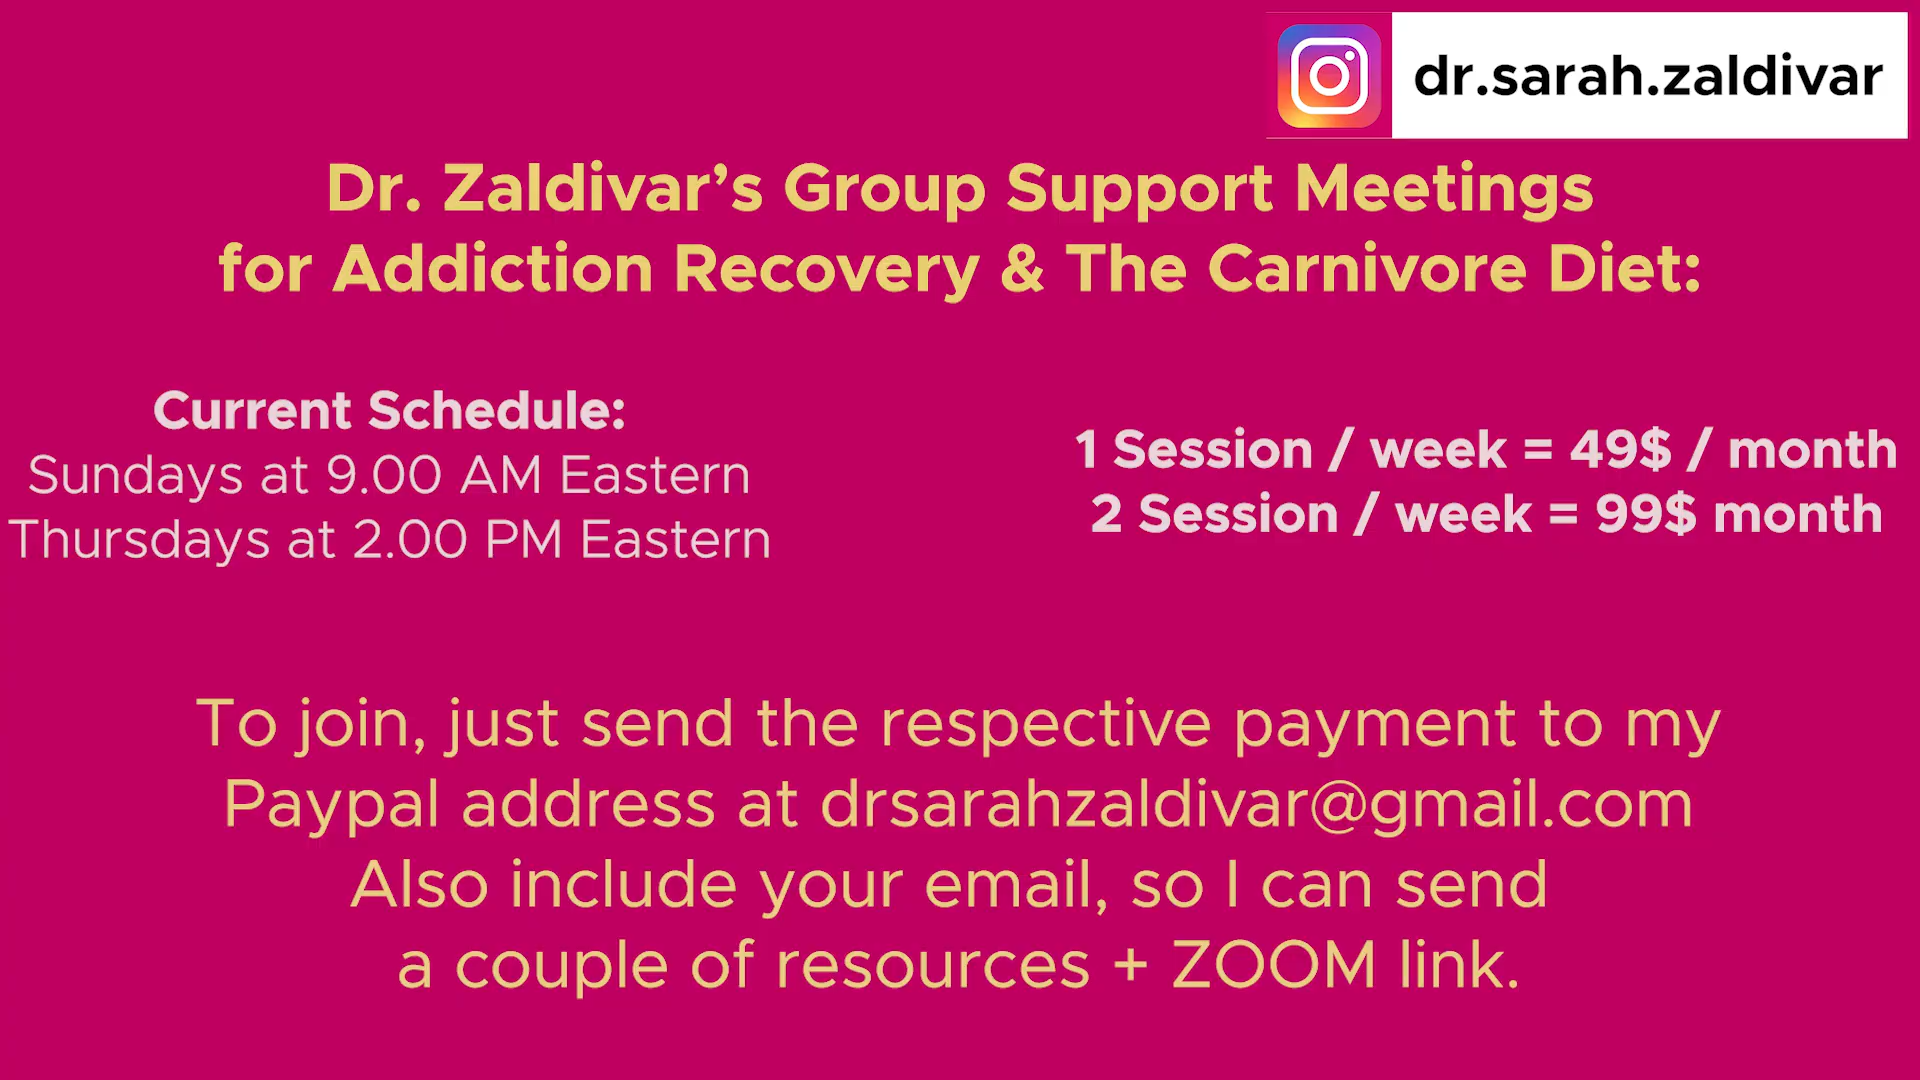 dr.sarah.zaldivar
Dr. Zaldivar’s Group Support Meetings
for Addiction Recovery & The Carnivore Diet:
Current Schedule:
Sundays at 9.00 AM Eastern
Thursdays at 2.00 PM Eastern
1 Session / week = 49$ / month
2 Session / week = 99$ month
To join, just send the respective payment to my
Paypal address at drsarahzaldivar@gmail.com
Also include your email, so I can send
a couple of resources + ZOOM link.